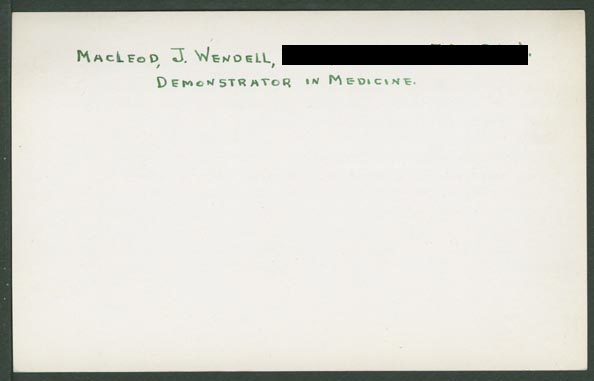 MACLEOD, J. WENDELL,
DEMONSTRATOR IN MEDICINE.